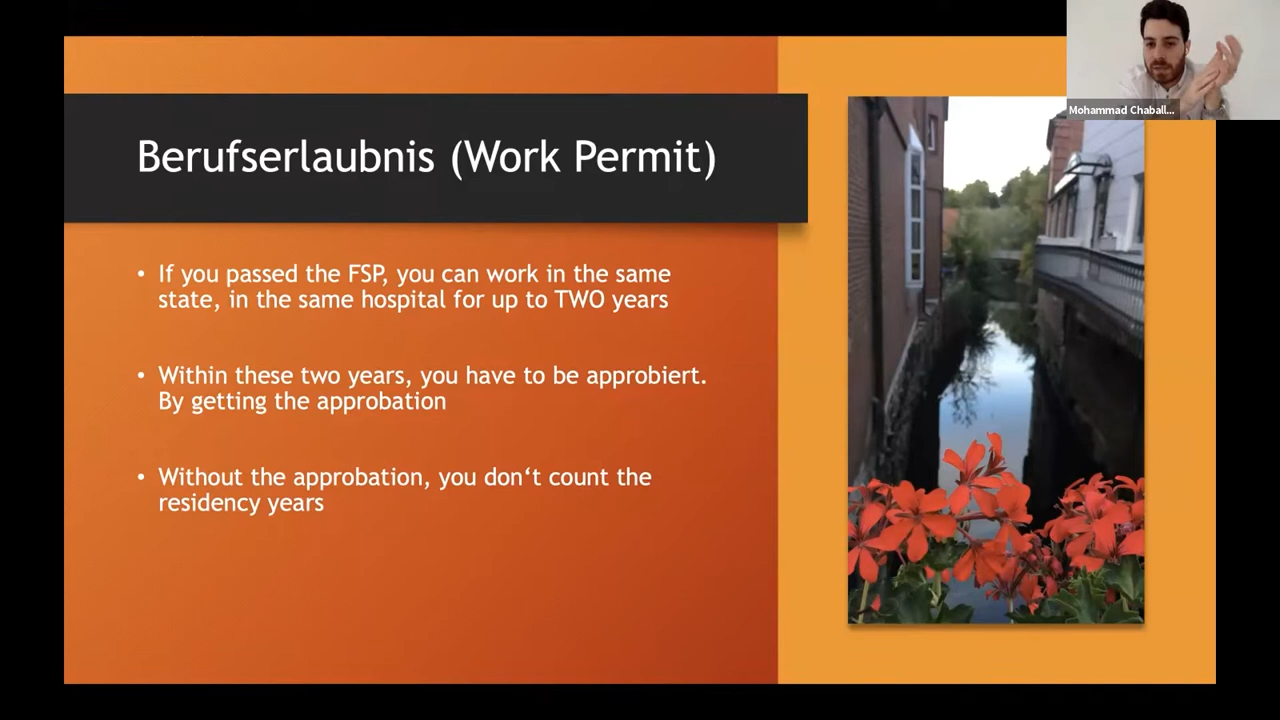 Berufserlaubnis (Work Permit)
• If you passed the FSP, you can work in the same
state, in the same hospital for up to TWO years
• Within these two years, you have to be approbiert.
By getting the approbation
• Without the approbation, you don‘t count the
residency years
Mohammad Chaball...